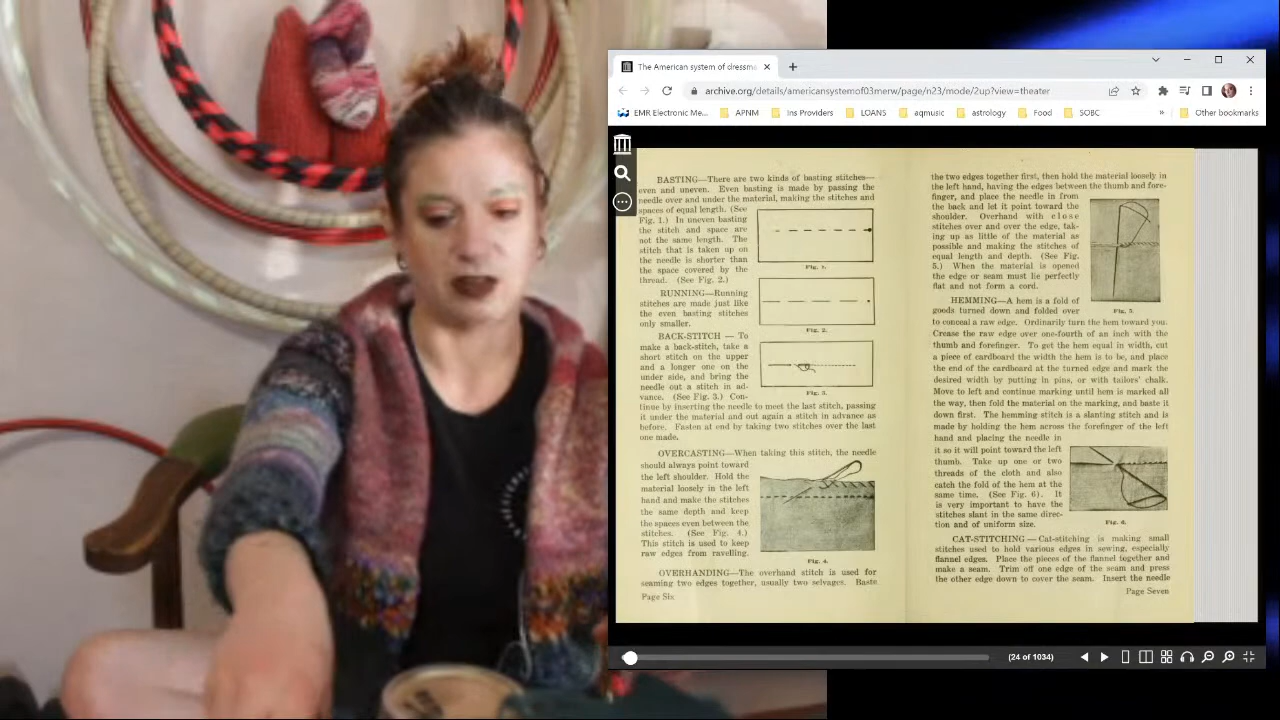 The American system of dressm
archive.org/details/americansystemof03merw/page/n23/mode/2up?view=theater
EMR Electronic Me...
APNM
Ins Providers
LOANS
aqmusic
astrology
Food
SOBC
»
Other bookmarks
BASTING—There are two kinds of basting stitches—
even and uneven. Even basting is made by passing the
needle over and under the material, making the stitches and
spaces of equal length. (See
Fig. 1.) In uneven basting
the stitch and space are
not the same length. The
stitch that is taken up on
the needle is shorter than
the space covered by the
thread. (See Fig. 2.)
Fig. 1.
RUNNING—Running
stitches are made just like
the even basting stitches
only smaller.
Fig. 2.
BACK-STITCH — To
make a back-stitch, take a
short stitch on the upper
and a longer one on the
under side, and bring the
needle out a stitch in ad-
vance. (See Fig. 3.) Con-
Fig. 3.
tinue by inserting the needle to meet the last stitch, passing
it under the material and out again a stitch in advance as
before. Fasten at end by taking two stitches over the last
one made.
OVERCASTING—When taking this stitch, the needle
should always point toward
the left shoulder. Hold the
material loosely in the left
hand and make the stitches
the same depth and keep
the spaces even between the
stitches. (See Fig. 4.)
This stitch is used to keep
raw edges from ravelling.
Fig. 4.
OVERHANDING—The overhand stitch is used for
seaming two edges together, usually two selvages. Baste
Page Six
the two edges together first, then hold the material loosely in
the left hand, having the edges between the thumb and fore-
finger, and place the needle in from
the back and let it point toward the
shoulder. Overhand with close
stitches over and over the edge, tak-
ing up as little of the material as
possible and making the stitches of
equal length and depth. (See Fig.
5.) When the material is opened
the edge or seam must lie perfectly
flat and not form a cord.
Fig. 5.
HEMMING—A hem is a fold of
goods turned down and folded over
to conceal a raw edge. Ordinarily turn the hem toward you.
Crease the raw edge over one-fourth of an inch with the
thumb and forefinger. To get the hem equal in width, cut
a piece of cardboard the width the hem is to be, and place
the end of the cardboard at the turned edge and mark the
desired width by putting in pins, or with tailors' chalk.
Move to left and continue marking until hem is marked all
the way, then fold the material on the marking, and baste it
down first. The hemming stitch is a slanting stitch and is
made by holding the hem across the forefinger of the left
hand and placing the needle in
it so it will point toward the left
thumb. Take up one or two
threads of the cloth and also
catch the fold of the hem at the
same time. (See Fig. 6). It
is very important to have the
stitches slant in the same direc-
tion and of uniform size.
Fig. 6.
CAT-STITCHING — Cat-stitching is making small
stitches used to hold various edges in sewing, especially
flannel edges. Place the pieces of the flannel together and
make a seam. Trim off one edge of the seam and press
the other edge down to cover the seam. Insert the needle
Page Seven
(24 of 1034)